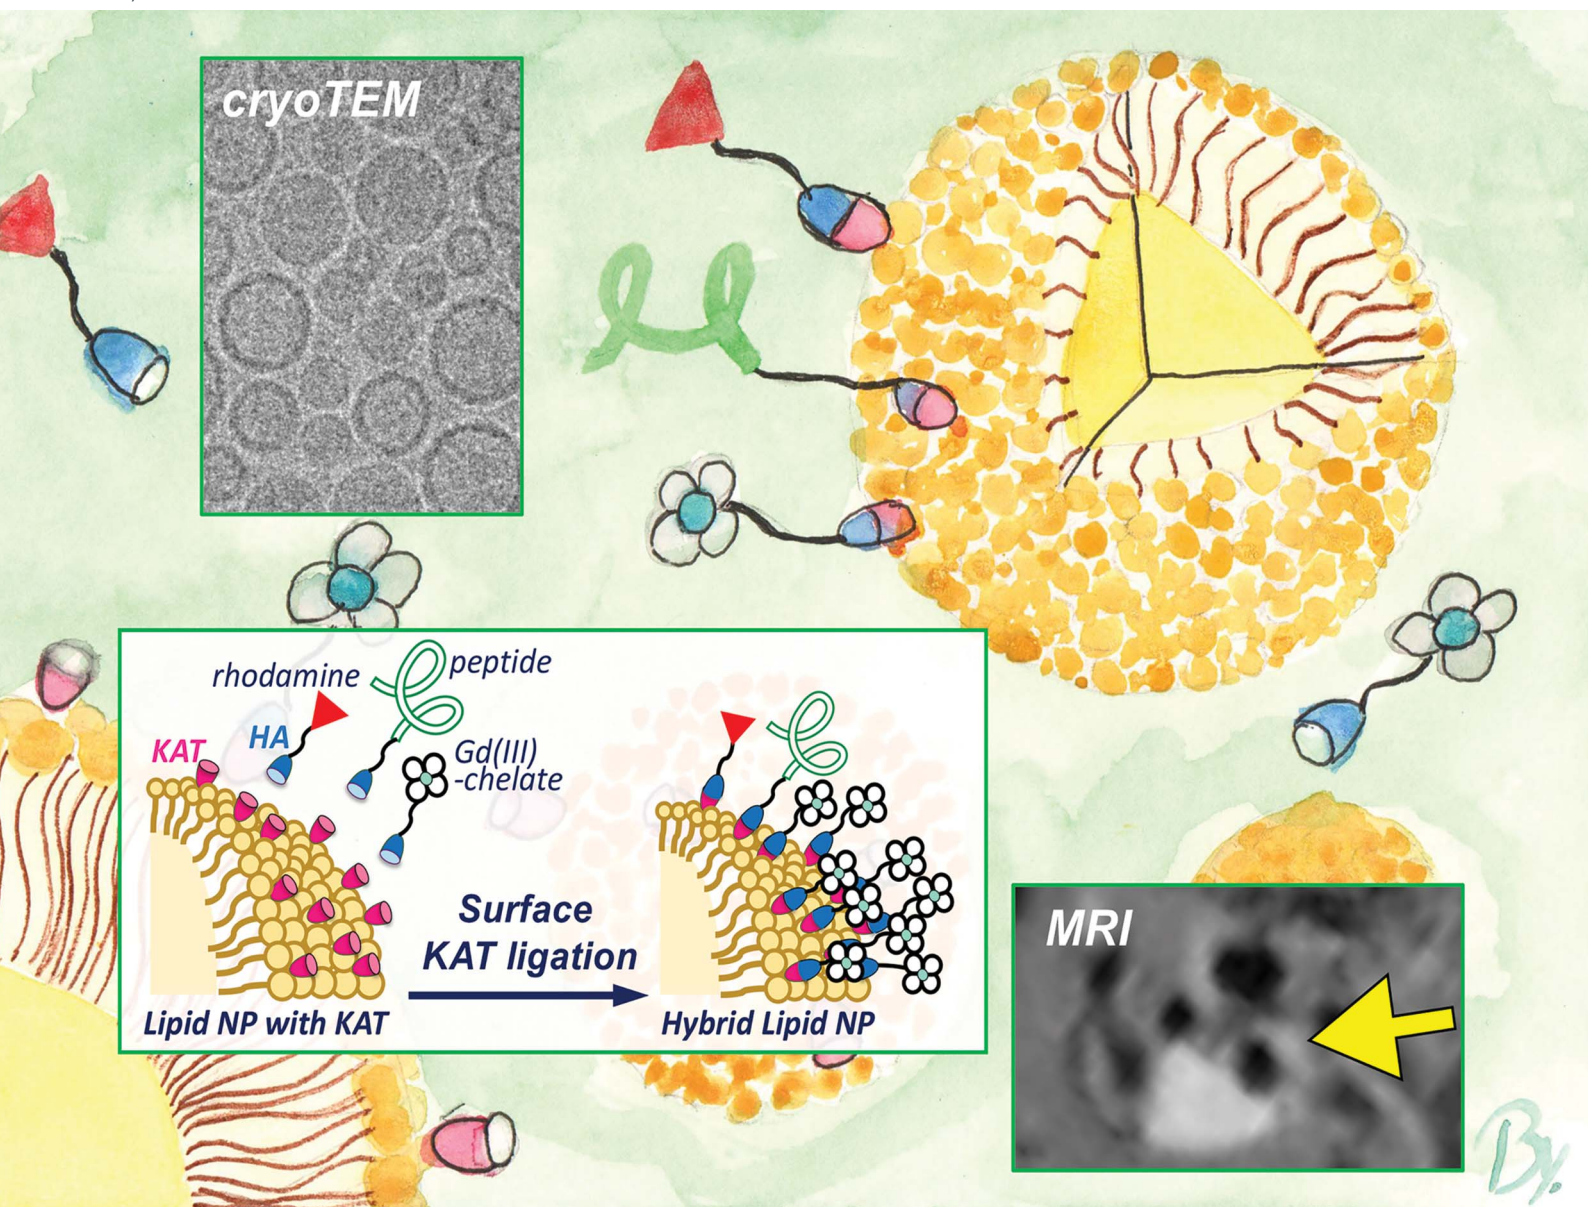 cryoTEM
rhodamine
peptide
KAT
HA
Gd(III)
-chelate
Surface
KAT ligation
Lipid NP with KAT
Hybrid Lipid NP
MRI
By.